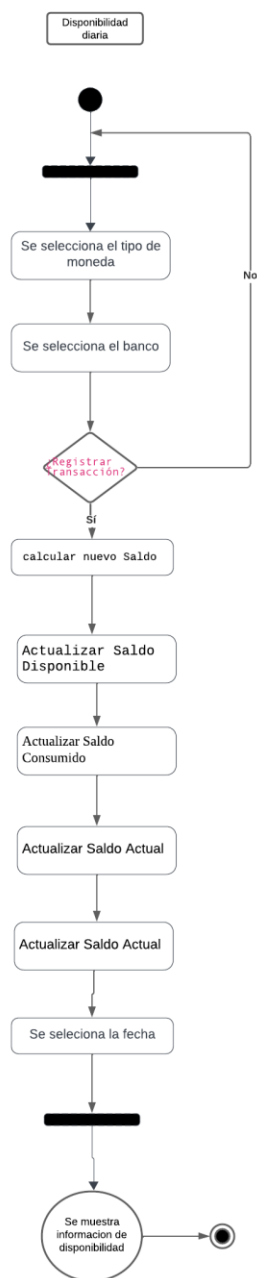 Disponibilidad
diaria
Se selecciona el tipo de
moneda
No
Se selecciona el banco
¿Registrar
Transacción?
Sí
calcular nuevo Saldo
Actualizar Saldo
Disponible
Actualizar Saldo
Consumido
Actualizar Saldo Actual
Actualizar Saldo Actual
Se seleciona la fecha
Se muestra
informacion de
disponibilidad